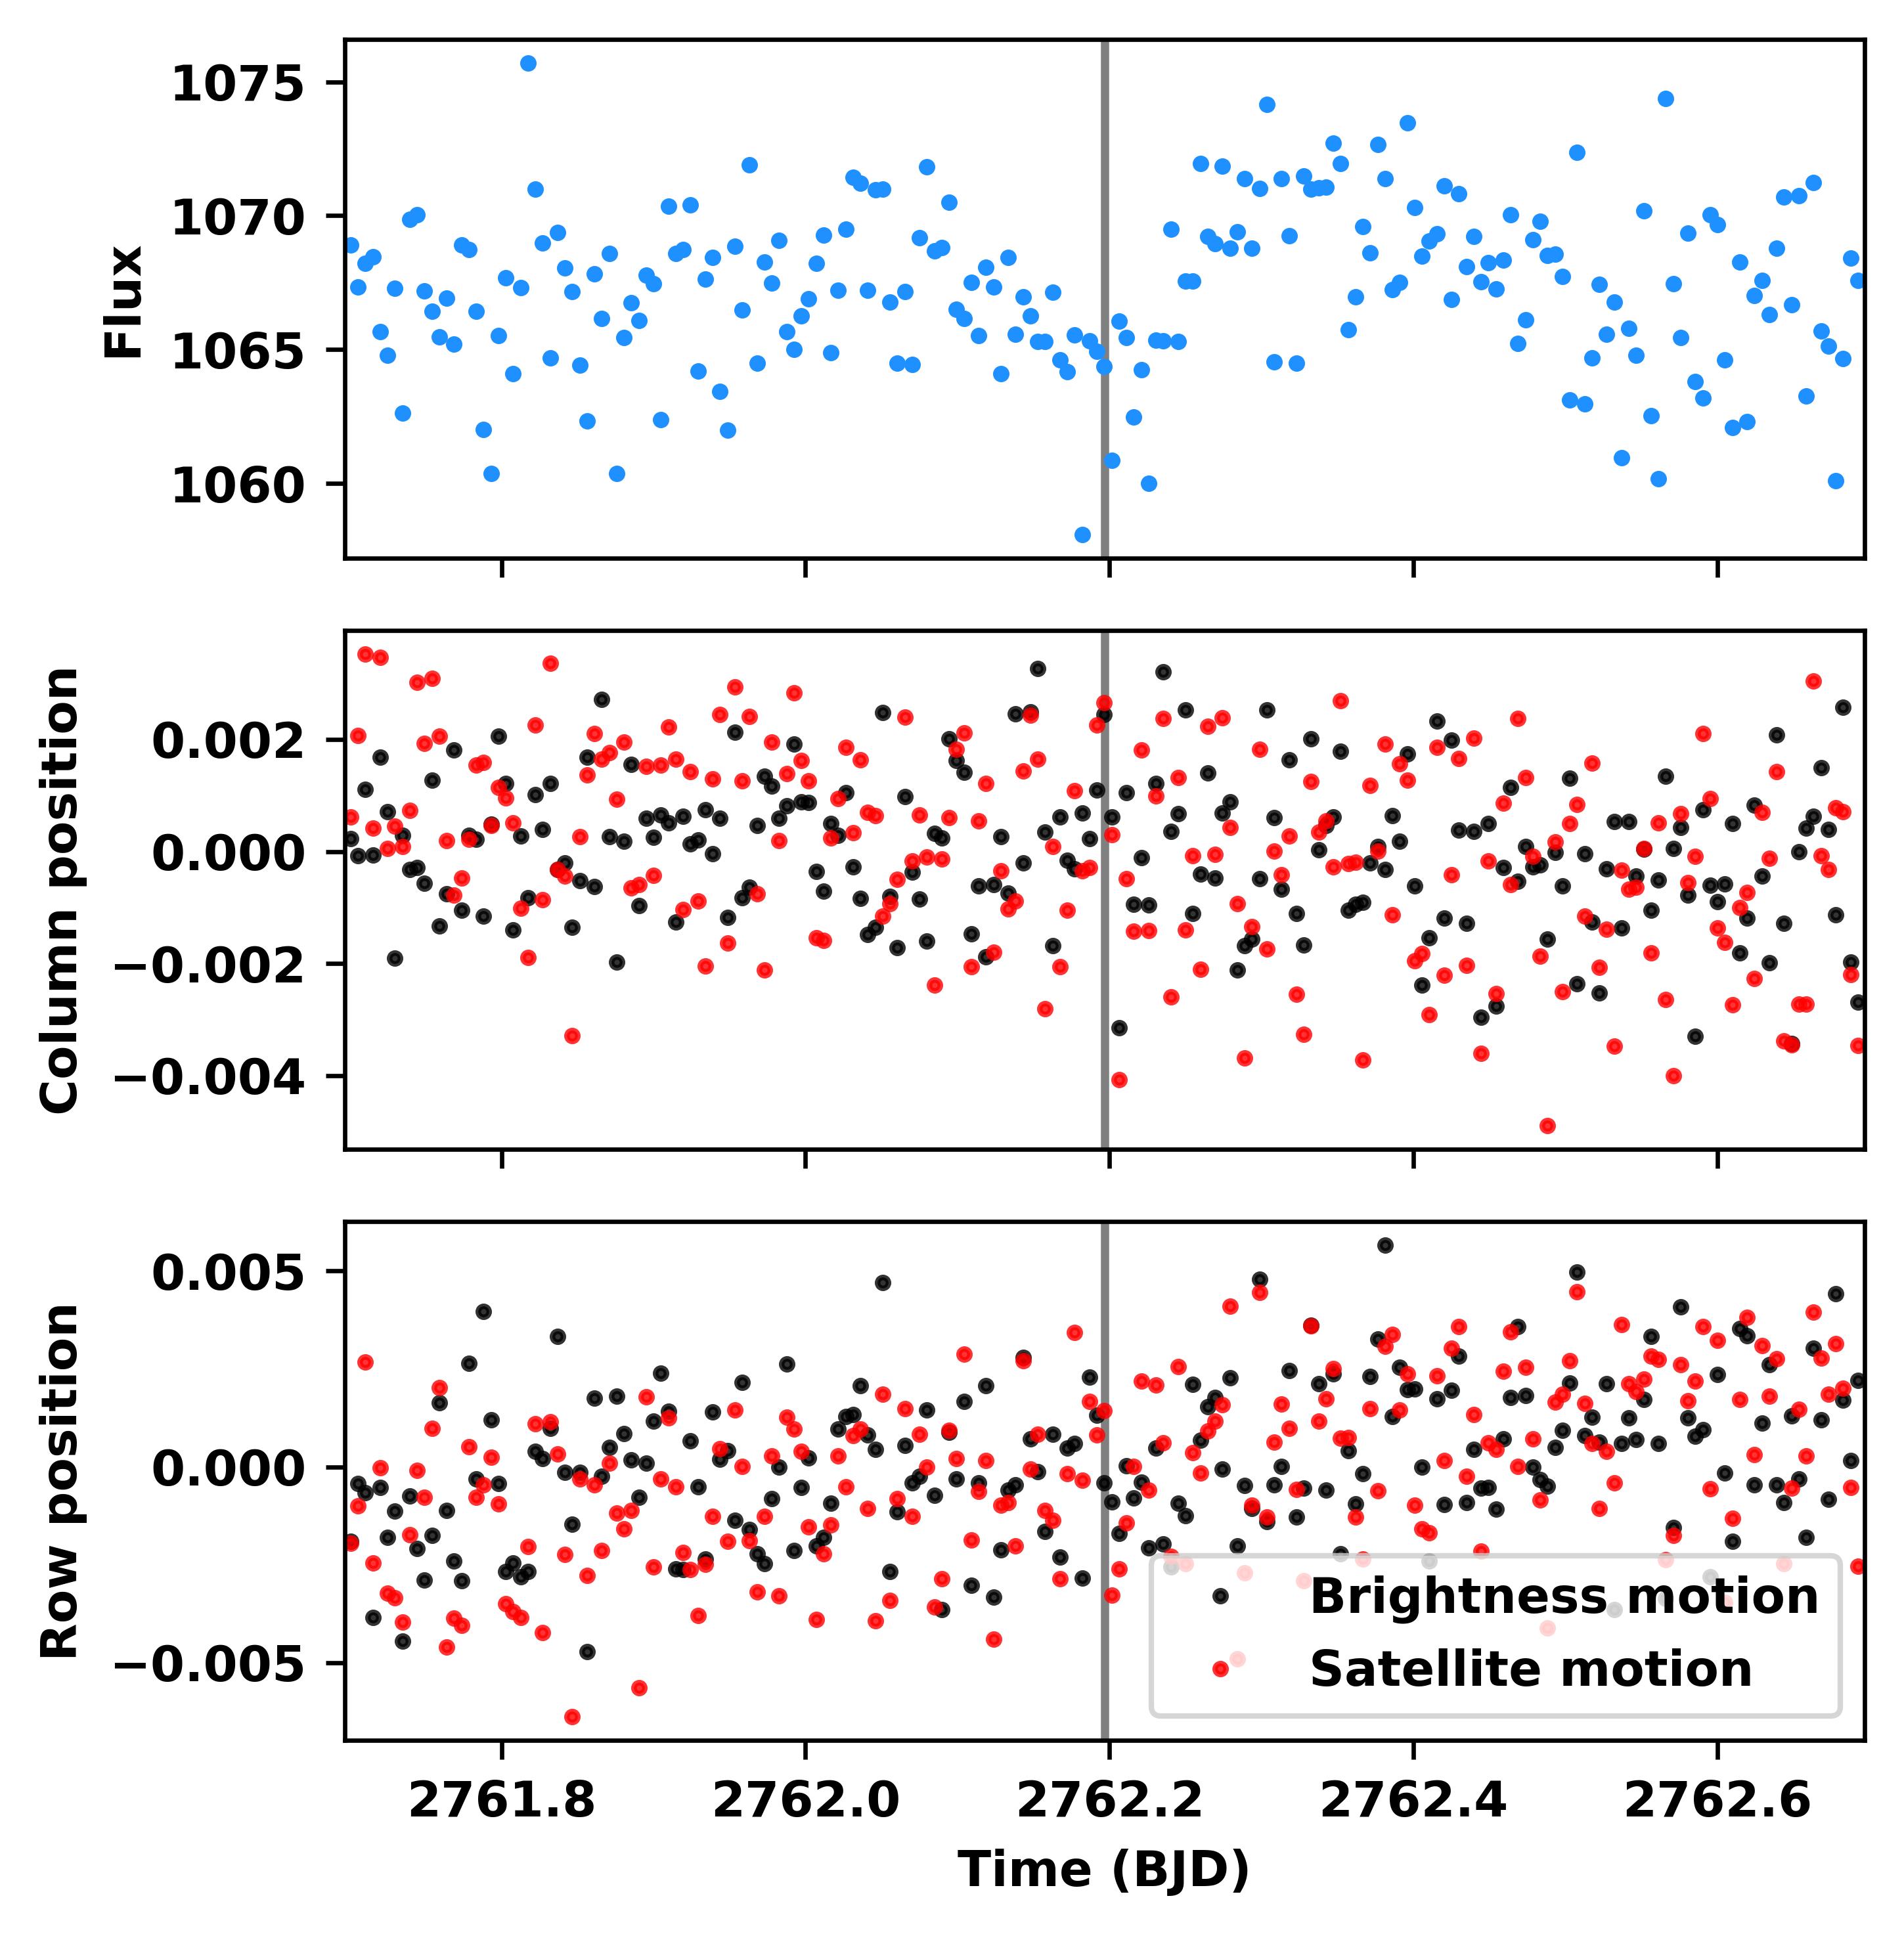 1075
1070
1065
1060
Flux
0.002
0.000
−0.002
−0.004
Column position
0.005
0.000
−0.005
Row position
Brightness motion
Satellite motion
2761.8 2762.0 2762.2 2762.4 2762.6
Time (BJD)